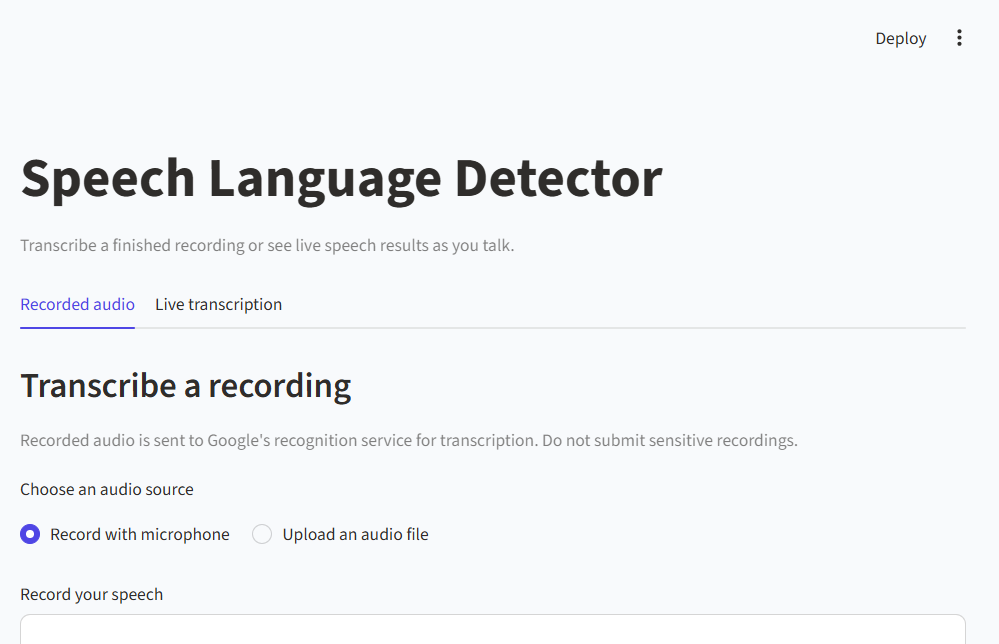 Deploy
Speech Language Detector
Transcribe a finished recording or see live speech results as you talk.
Recorded audio Live transcription
Transcribe a recording
Recorded audio is sent to Google's recognition service for transcription. Do not submit sensitive recordings.
Choose an audio source
Record with microphone Upload an audio file
Record your speech